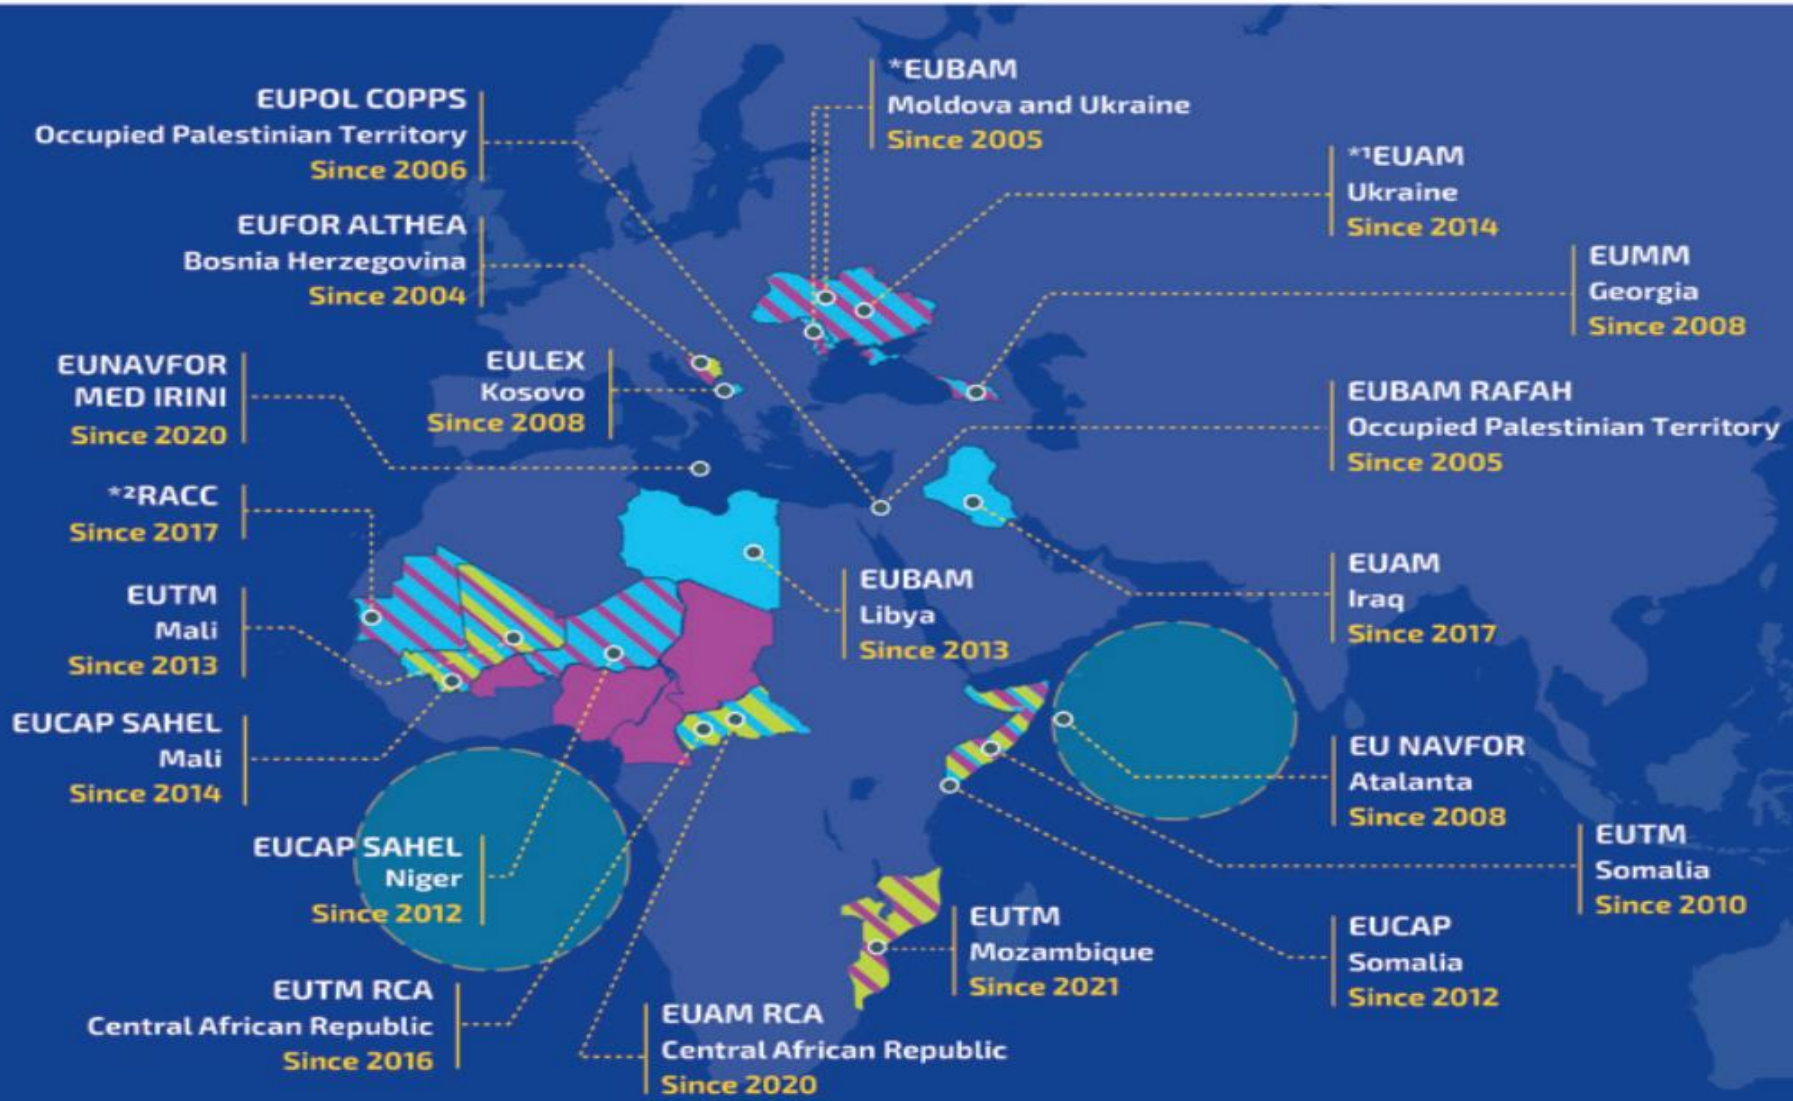 EUPOL COPPS
Occupied Palestinian Territory
Since 2006
*EUBAM
Moldova and Ukraine
Since 2005
*¹EUAM
Ukraine
Since 2014
EUFOR ALTHEA
Bosnia Herzegovina
Since 2004
EUMM
Georgia
Since 2008
EUNAVFOR
MED IRINI
Since 2020
EULEX
Kosovo
Since 2008
EUBAM RAFAH
Occupied Palestinian Territory
Since 2005
*²RACC
Since 2017
EUTM
Mali
Since 2013
EUBAM
Libya
Since 2013
EUAM
Iraq
Since 2017
EUCAP SAHEL
Mali
Since 2014
EU NAVFOR
Atalanta
Since 2008
EUCAP SAHEL
Niger
Since 2012
EUTM
Somalia
Since 2010
EUTM
Mozambique
Since 2021
EUCAP
Somalia
Since 2012
EUTM RCA
Central African Republic
Since 2016
EUAM RCA
Central African Republic
Since 2020